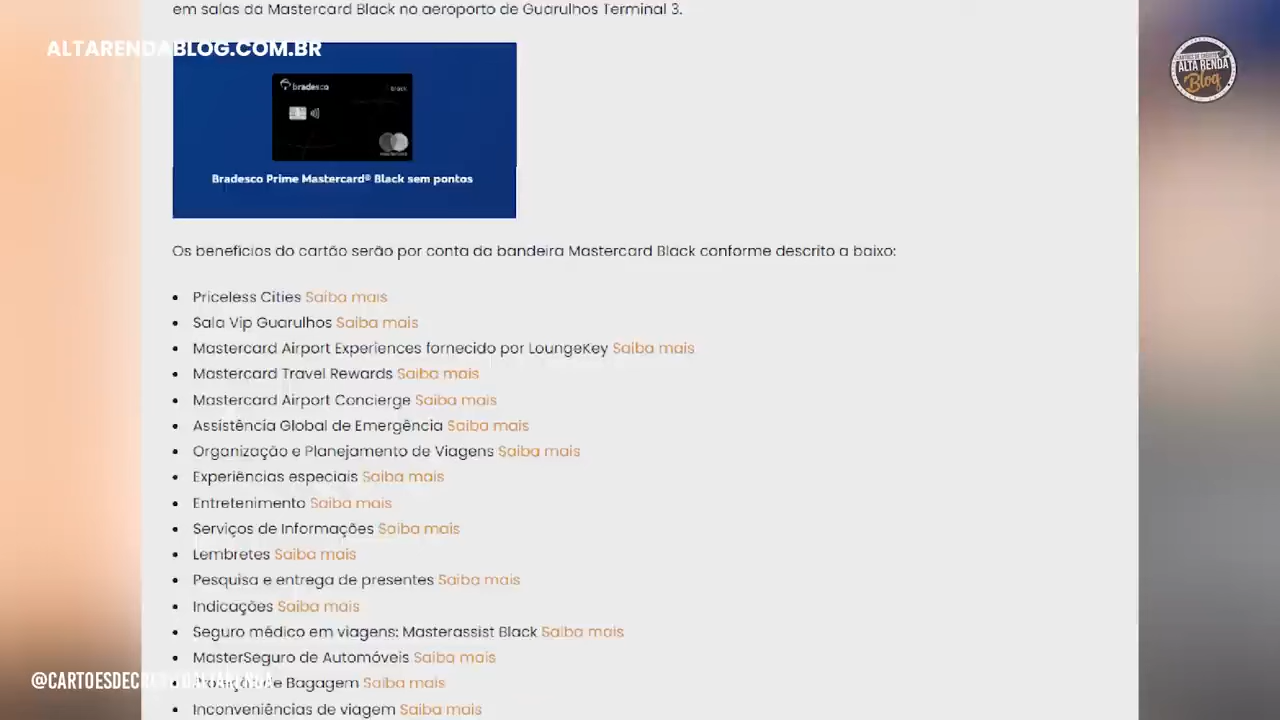 em salas da Mastercard Black no aeroporto de Guarulhos Terminal 3.
ALTARENDABLOG.COM.BR
ALTA RENDA
Blog
bradesco
Black
Bradesco Prime Mastercard® Black sem pontos
Os benefícios do cartão serão por conta da bandeira Mastercard Black conforme descrito a baixo:
• Priceless Cities Saiba mais
• Sala Vip Guarulhos Saiba mais
• Mastercard Airport Experiences fornecido por LoungeKey Saiba mais
• Mastercard Travel Rewards Saiba mais
• Mastercard Airport Concierge Saiba mais
• Assistência Global de Emergência Saiba mais
• Organização e Planejamento de Viagens Saiba mais
• Experiências especiais Saiba mais
• Entretenimento Saiba mais
• Serviços de Informações Saiba mais
• Lembretes Saiba mais
• Pesquisa e entrega de presentes Saiba mais
• Indicações Saiba mais
• Seguro médico em viagens: Masterassist Black Saiba mais
• MasterSeguro de Automóveis Saiba mais
• Bagagem Saiba mais
• Inconveniências de viagem Saiba mais